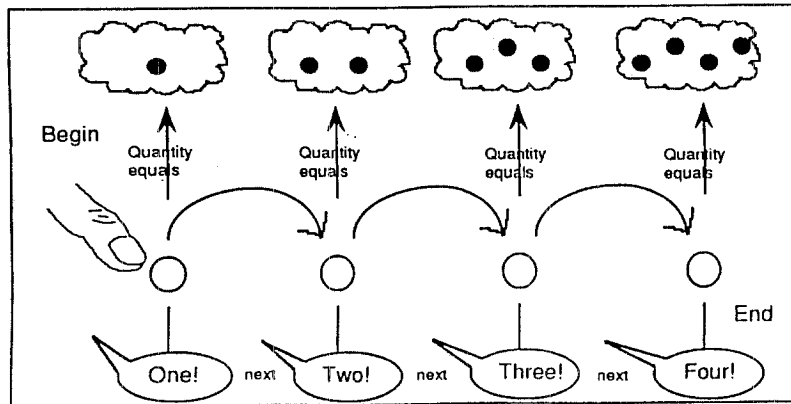 Begin
Quantity
equals
Quantity
equals
Quantity
equals
Quantity
equals
End
One!
next
Two!
next
Three!
next
Four!